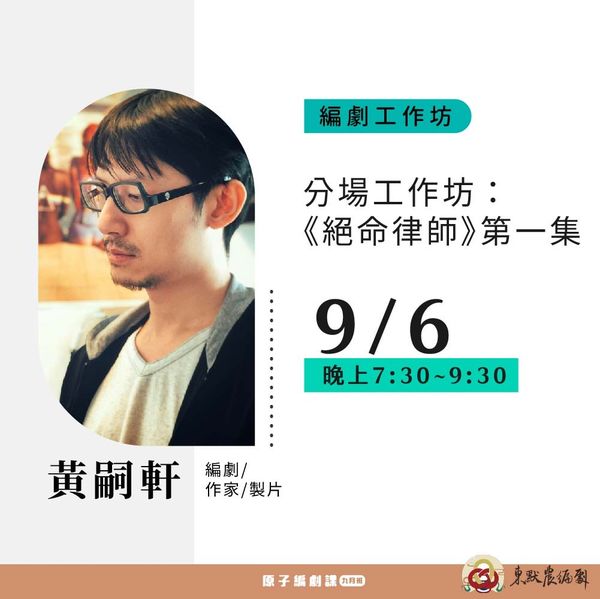 編劇工作坊
分場工作坊：
《絕命律師》第一集
9/6
晚上7:30~9:30
黃嗣軒
編劇/
作家/製片
原子編劇課 九月班
東默農編劇